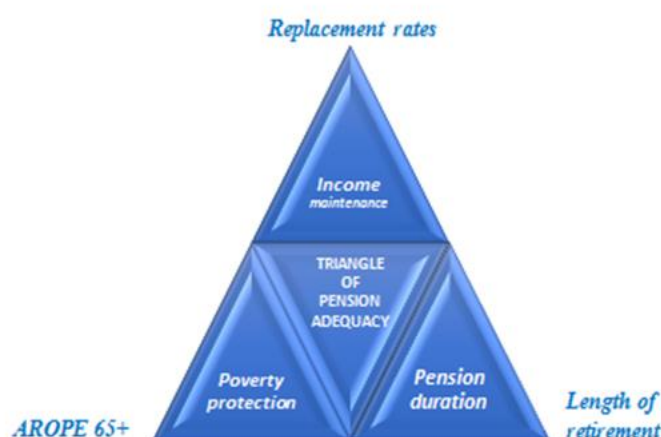 Replacement rates
Income
maintenance
TRIANGLE
OF
PENSION
ADEQUACY
Poverty
protection
Pension
duration
AROPE 65+
Length of
retirement